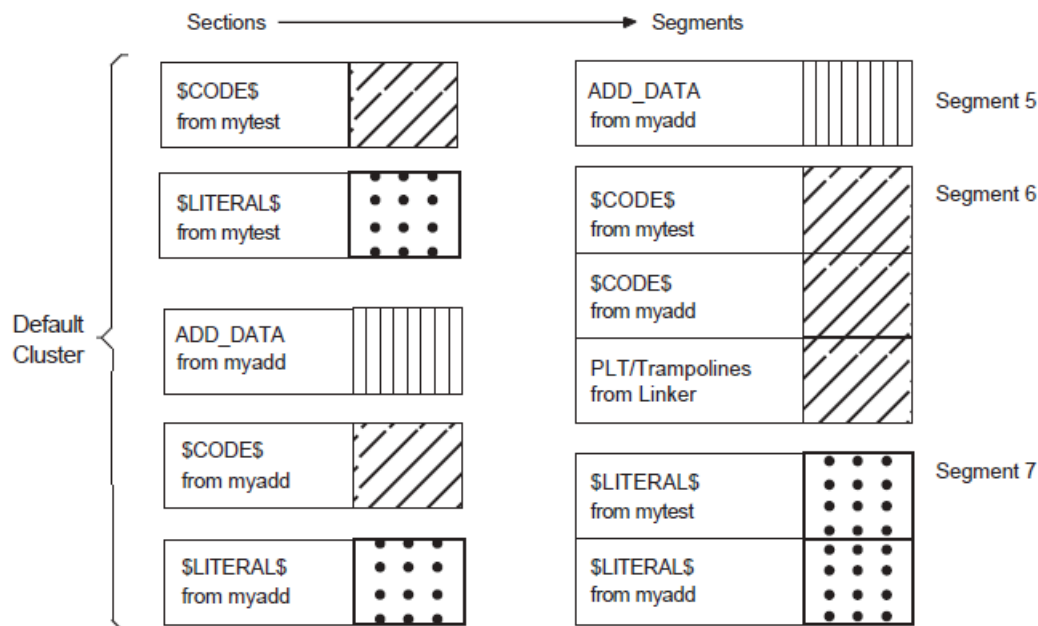 Sections
Segments
Default
Cluster
$CODE$
from mytest
$LITERAL$
from mytest
ADD_DATA
from myadd
$CODE$
from myadd
$LITERAL$
from myadd
ADD_DATA
from myadd
Segment 5
$CODE$
from mytest
Segment 6
$CODE$
from myadd
PLT/Trampolines
from Linker
$LITERAL$
from mytest
Segment 7
$LITERAL$
from myadd